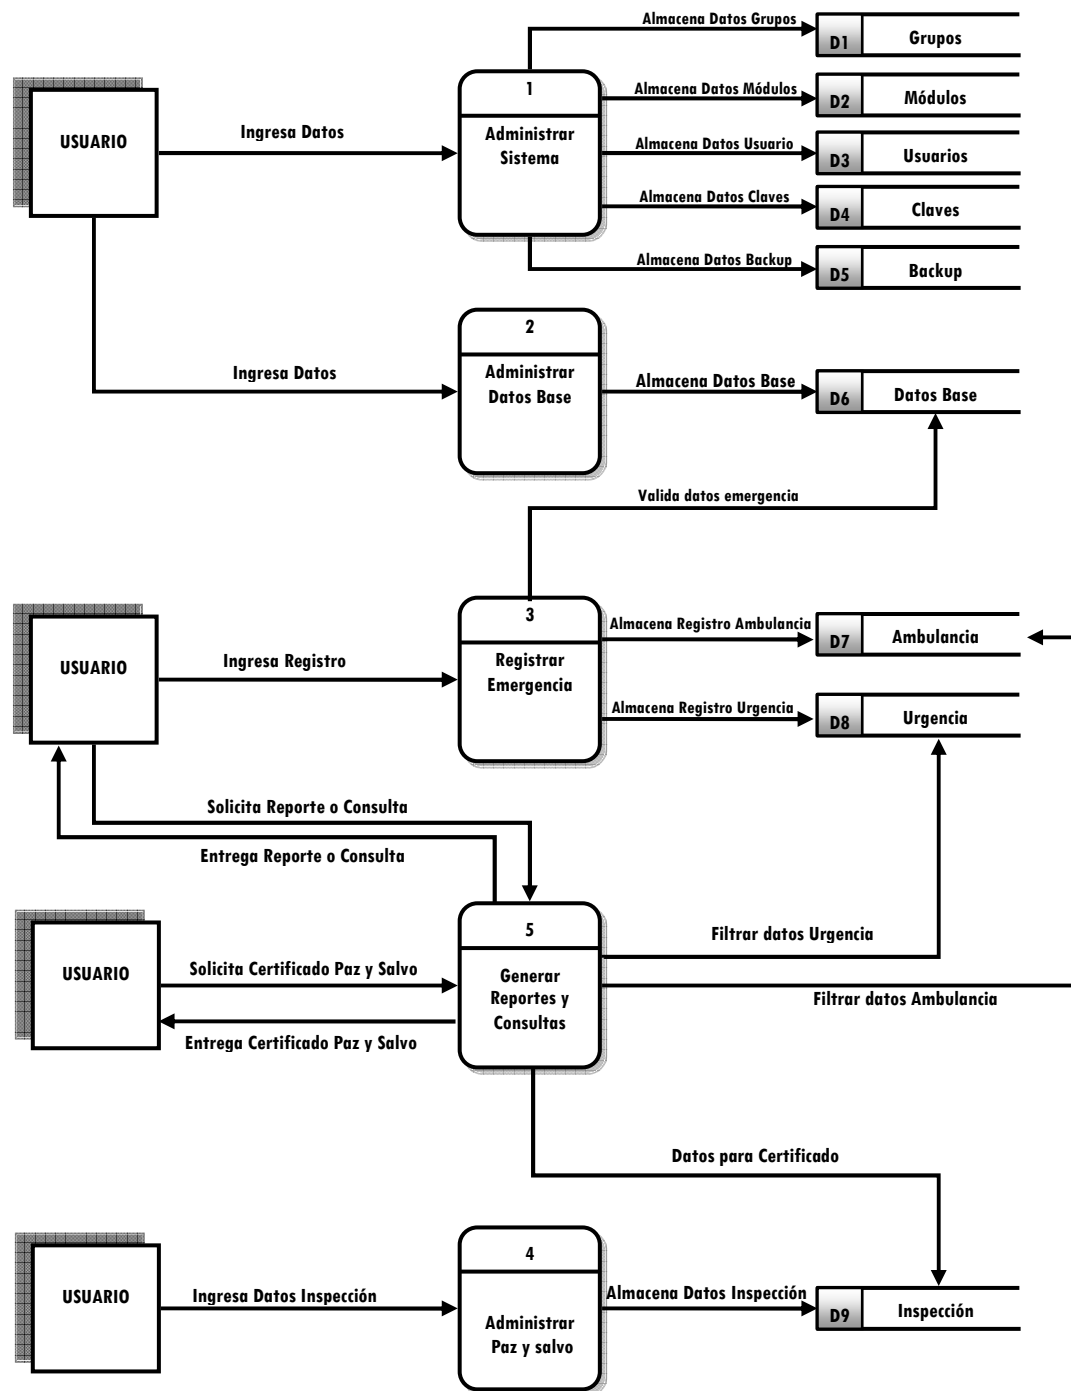 Almacena Datos Grupos
D1
Grupos
1
Almacena Datos Módulos
D2
Módulos
USUARIO
Ingresa Datos
Administrar
Sistema
Almacena Datos Usuario
D3
Usuarios
Almacena Datos Claves
D4
Claves
Almacena Datos Backup
D5
Backup
2
Ingresa Datos
Administrar
Datos Base
Almacena Datos Base
D6
Datos Base
Valida datos emergencia
3
Almacena Registro Ambulancia
D7
Ambulancia
USUARIO
Ingresa Registro
Registrar
Emergencia
Almacena Registro Urgencia
D8
Urgencia
Solicita Reporte o Consulta
Entrega Reporte o Consulta
5
Filtrar datos Urgencia
USUARIO
Solicita Certificado Paz y Salvo
Generar
Reportes y
Consultas
Filtrar datos Ambulancia
Entrega Certificado Paz y Salvo
Datos para Certificado
4
USUARIO
Ingresa Datos Inspección
Administrar
Paz y salvo
Almacena Datos Inspección
D9
Inspección